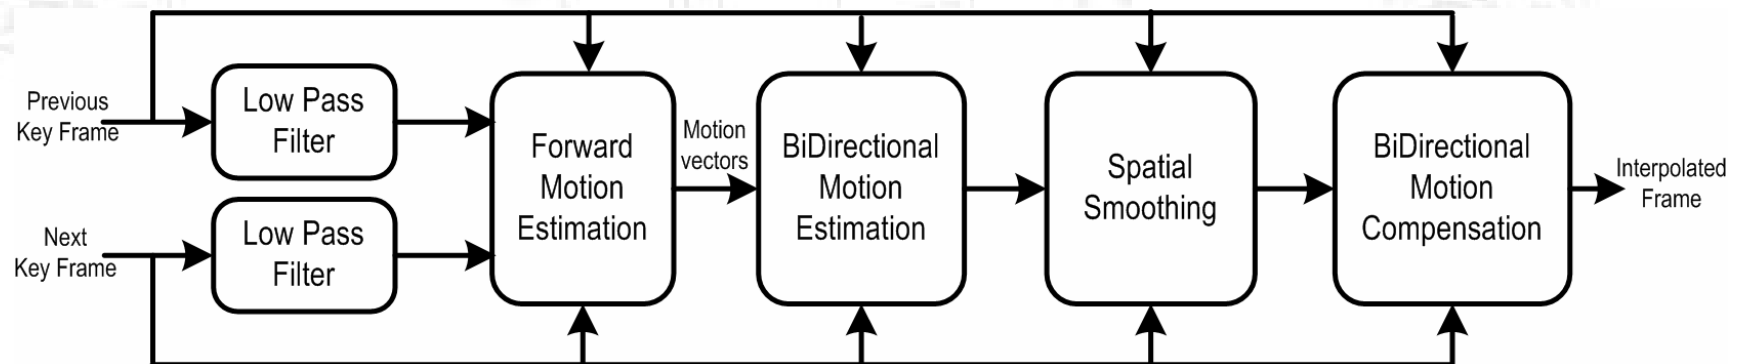 Previous
Key Frame
Low Pass
Filter
Next
Key Frame
Low Pass
Filter
Forward
Motion
Estimation
Motion
vectors
BiDirectional
Motion
Estimation
Spatial
Smoothing
BiDirectional
Motion
Compensation
Interpolated
Frame